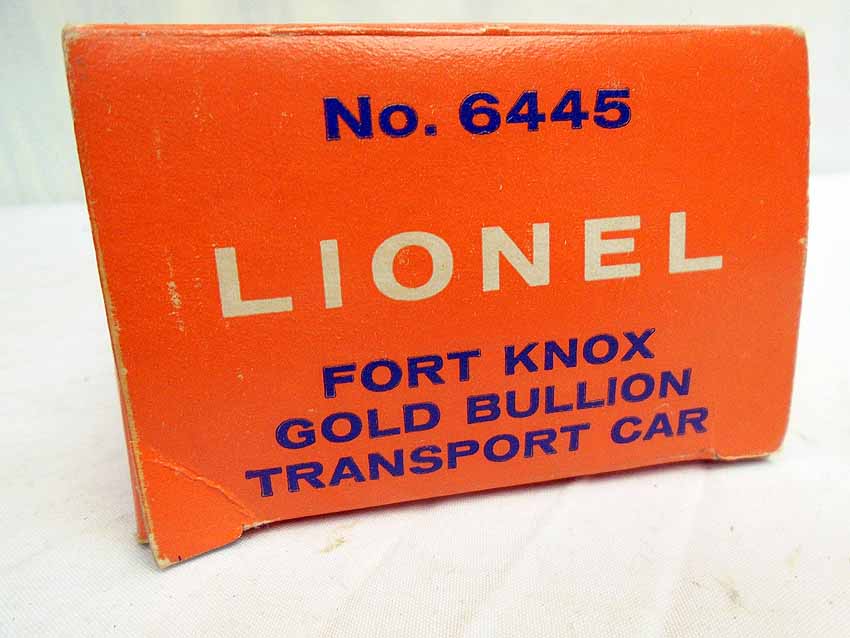 No. 6445
LIONEL
FORT KNOX
GOLD BULLION
TRANSPORT CAR